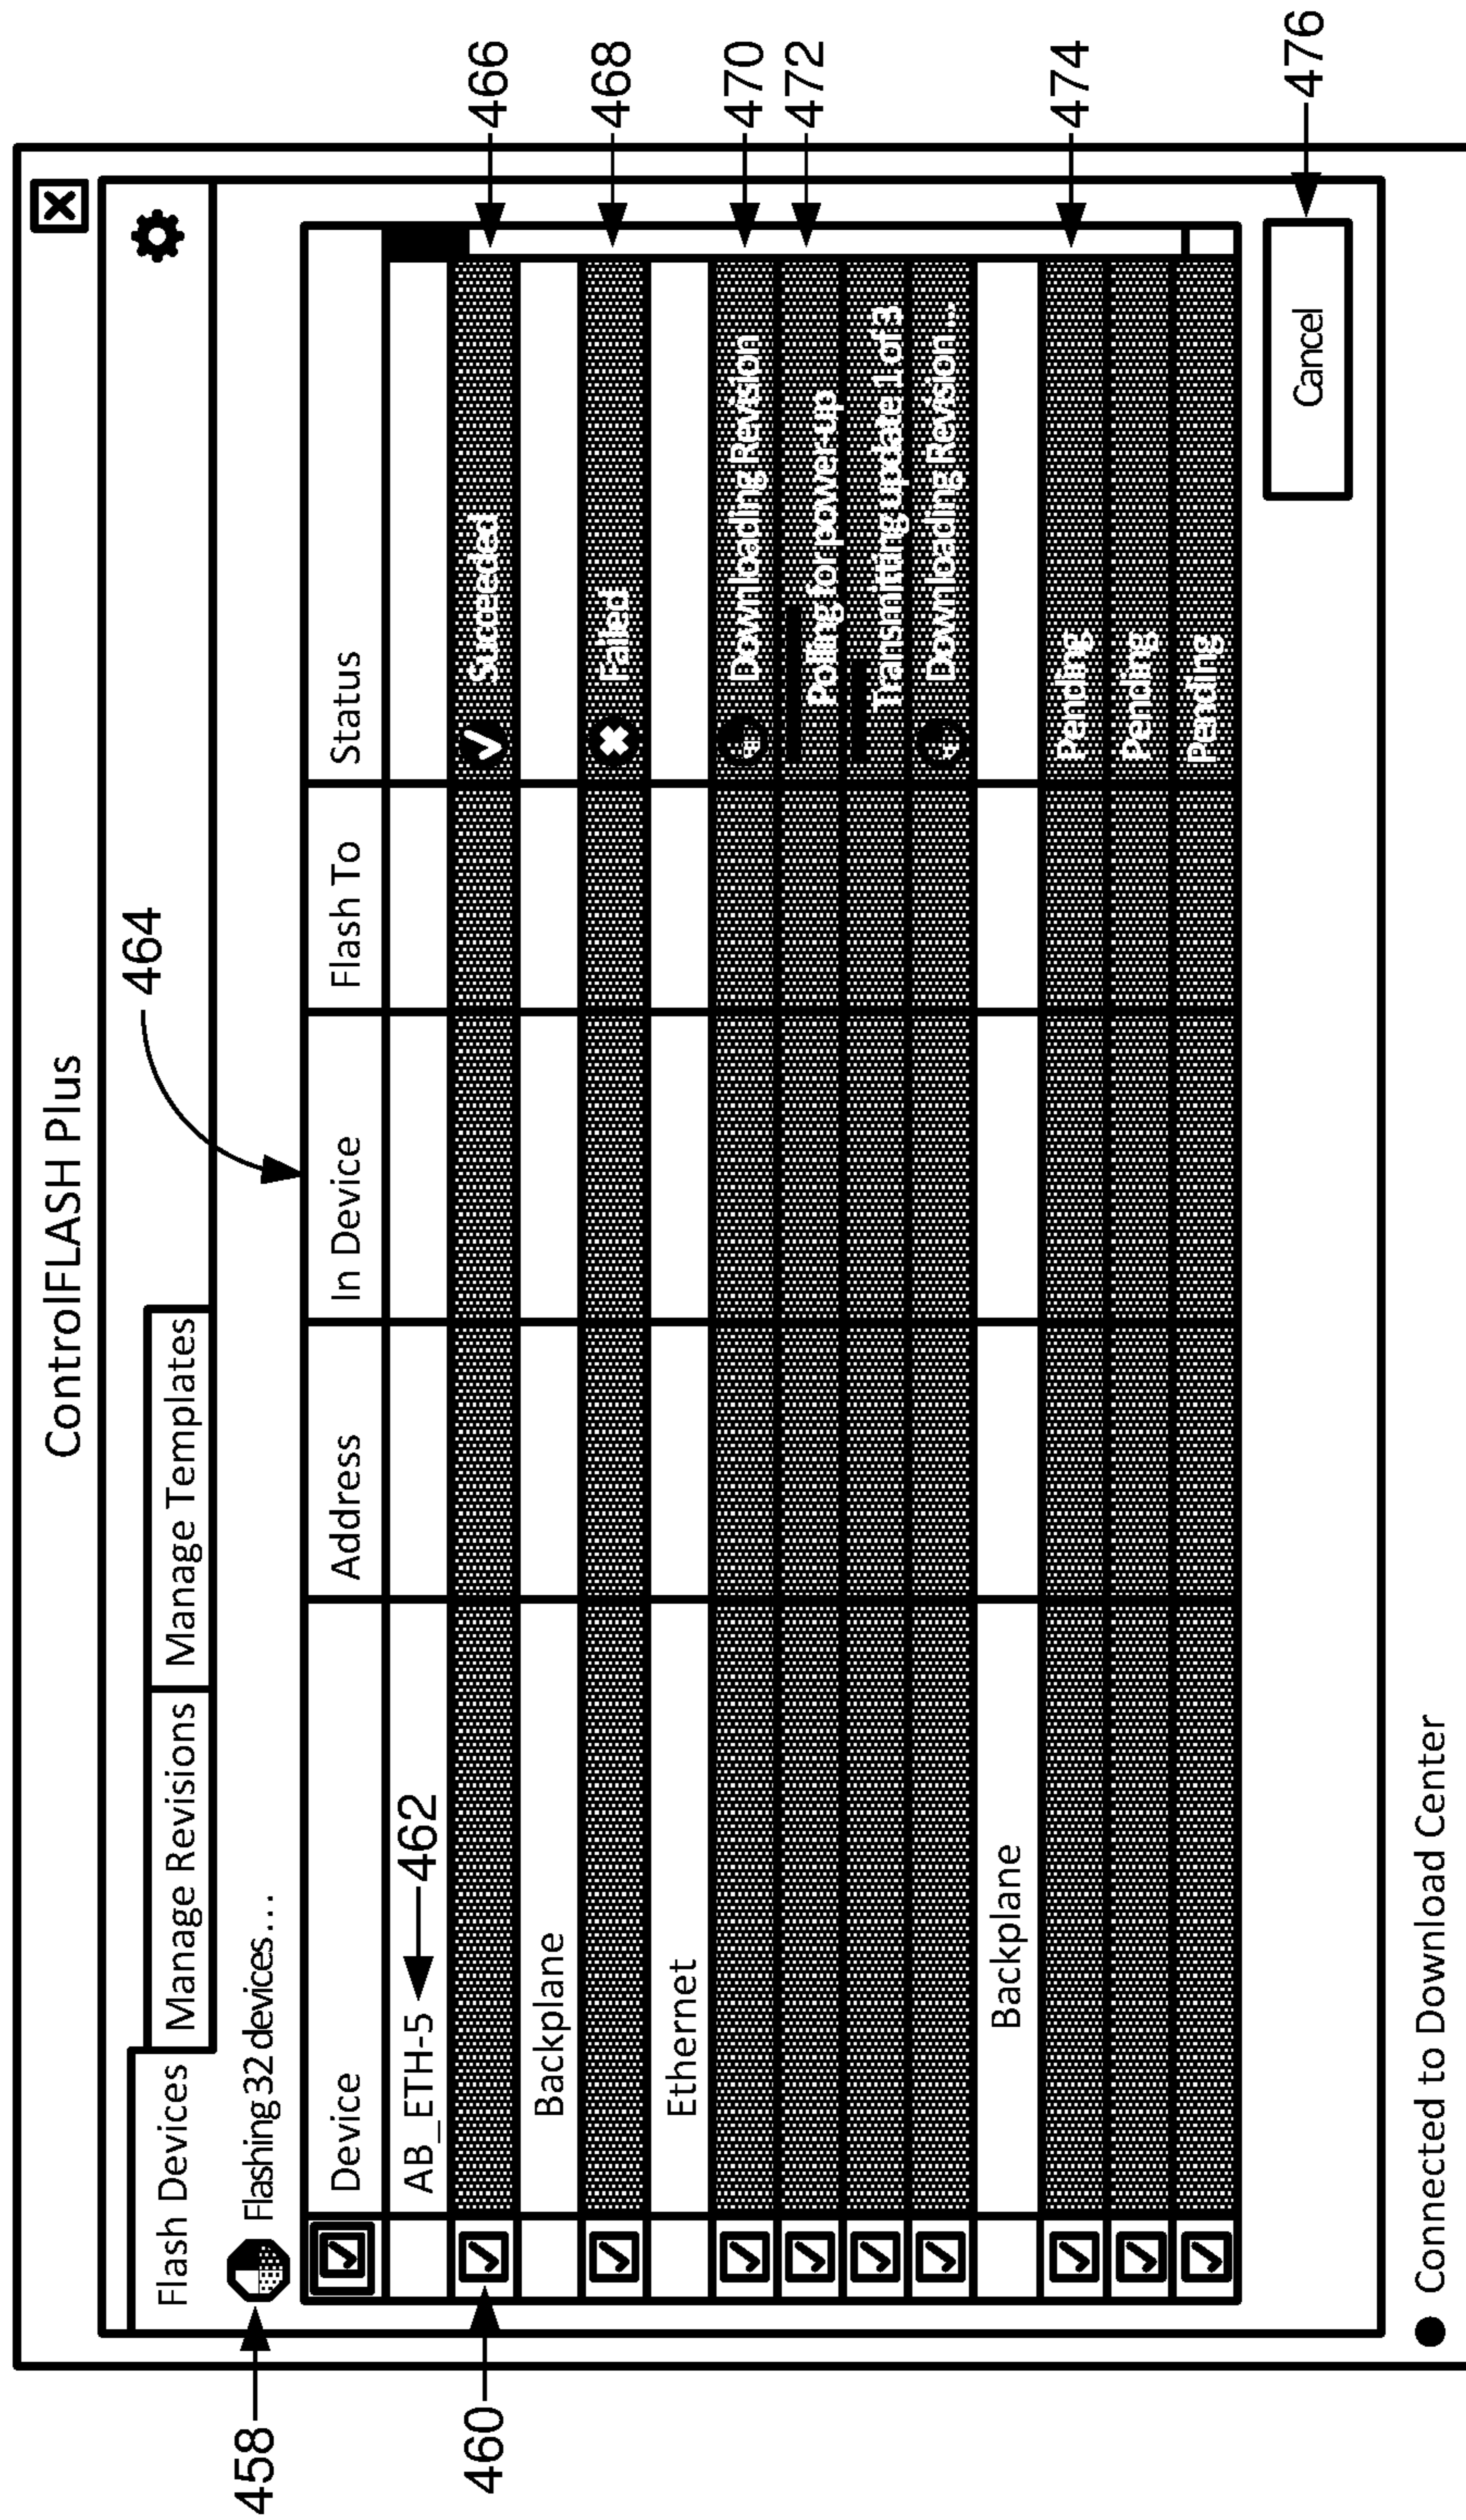 ControlFLASH Plus
Flash Devices Manage Revisions Manage Templates
464
458 Flashing 32 devices...
Device Address In Device Flash To Status
AB_ETH-5 462
460 Succeeded 466
Backplane
Failed 468
Ethernet
Downloading Revision 470
Polling for power-up 472
Transmitting update 1 of 3
Downloading Revision...
Backplane
Pending 474
Pending
Pending
Cancel 476
Connected to Download Center